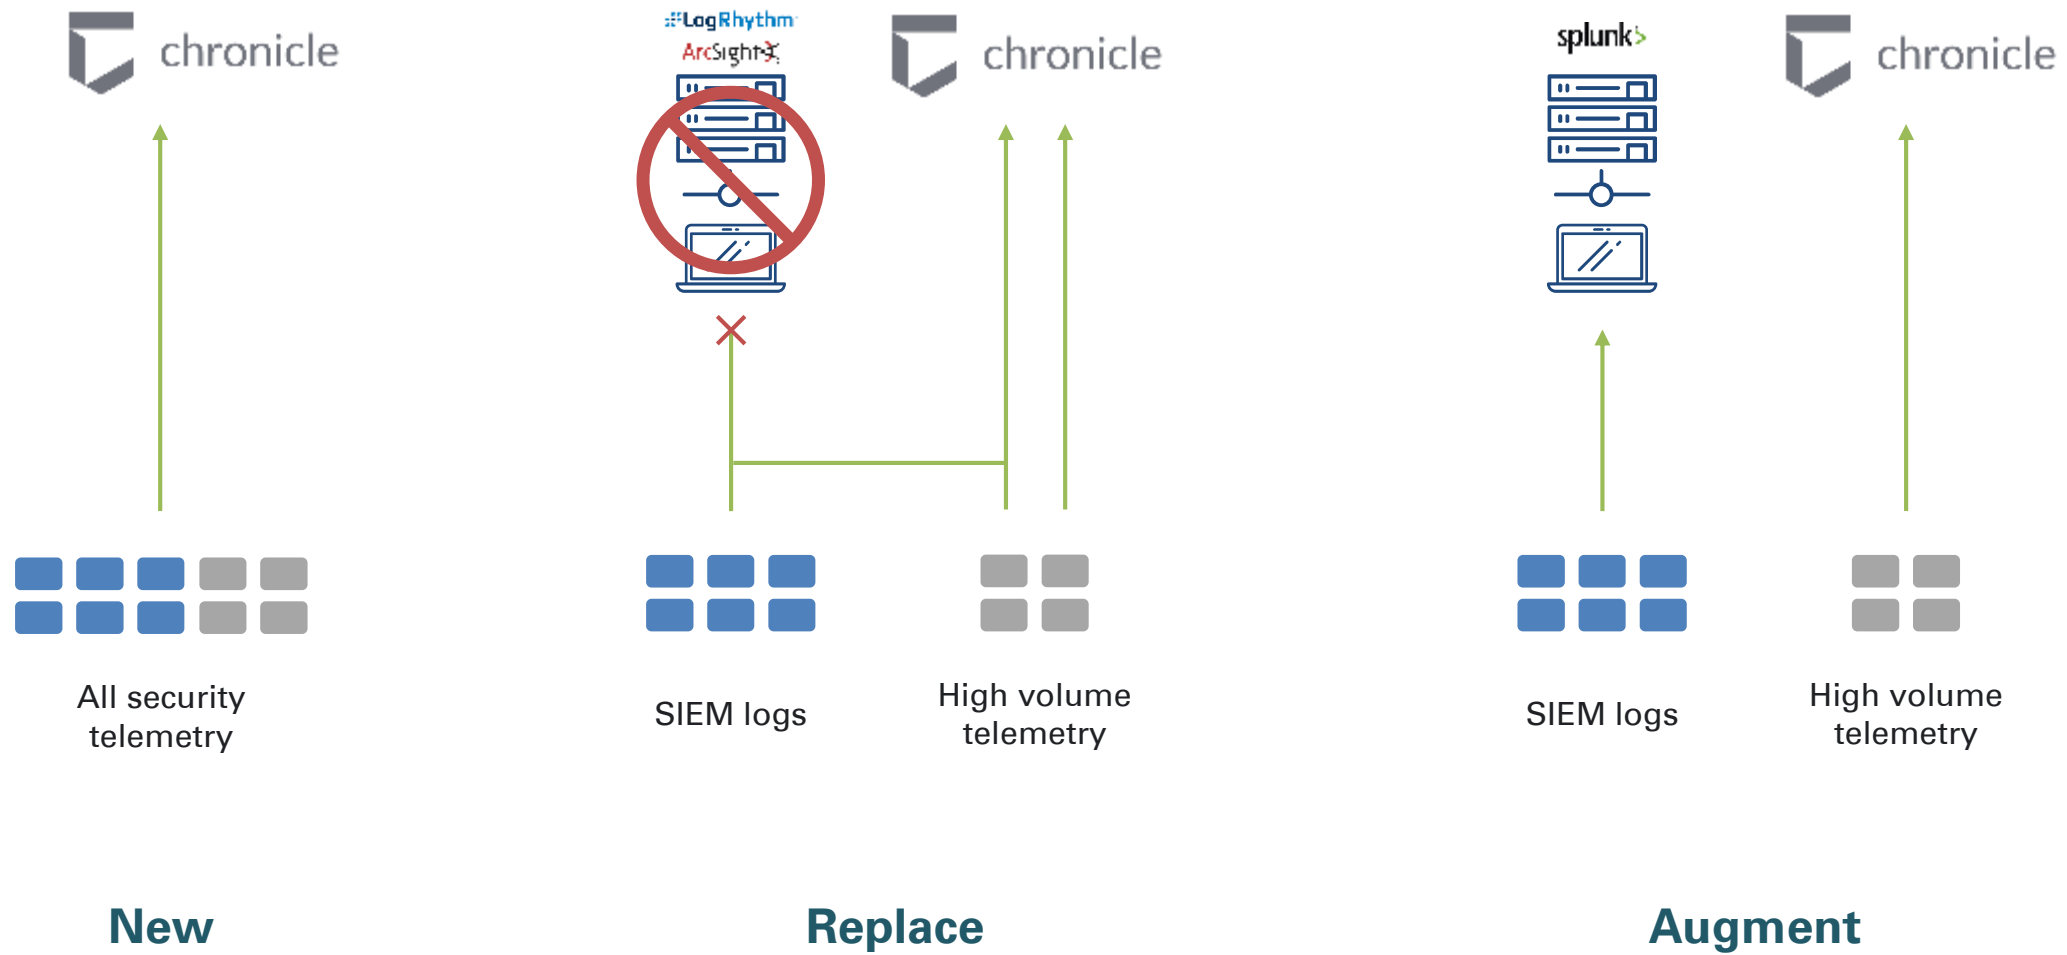 chronicle
LogRhythm
ArcSight
chronicle
splunk>
chronicle
All security
telemetry
SIEM logs
High volume
telemetry
SIEM logs
High volume
telemetry
New
Replace
Augment